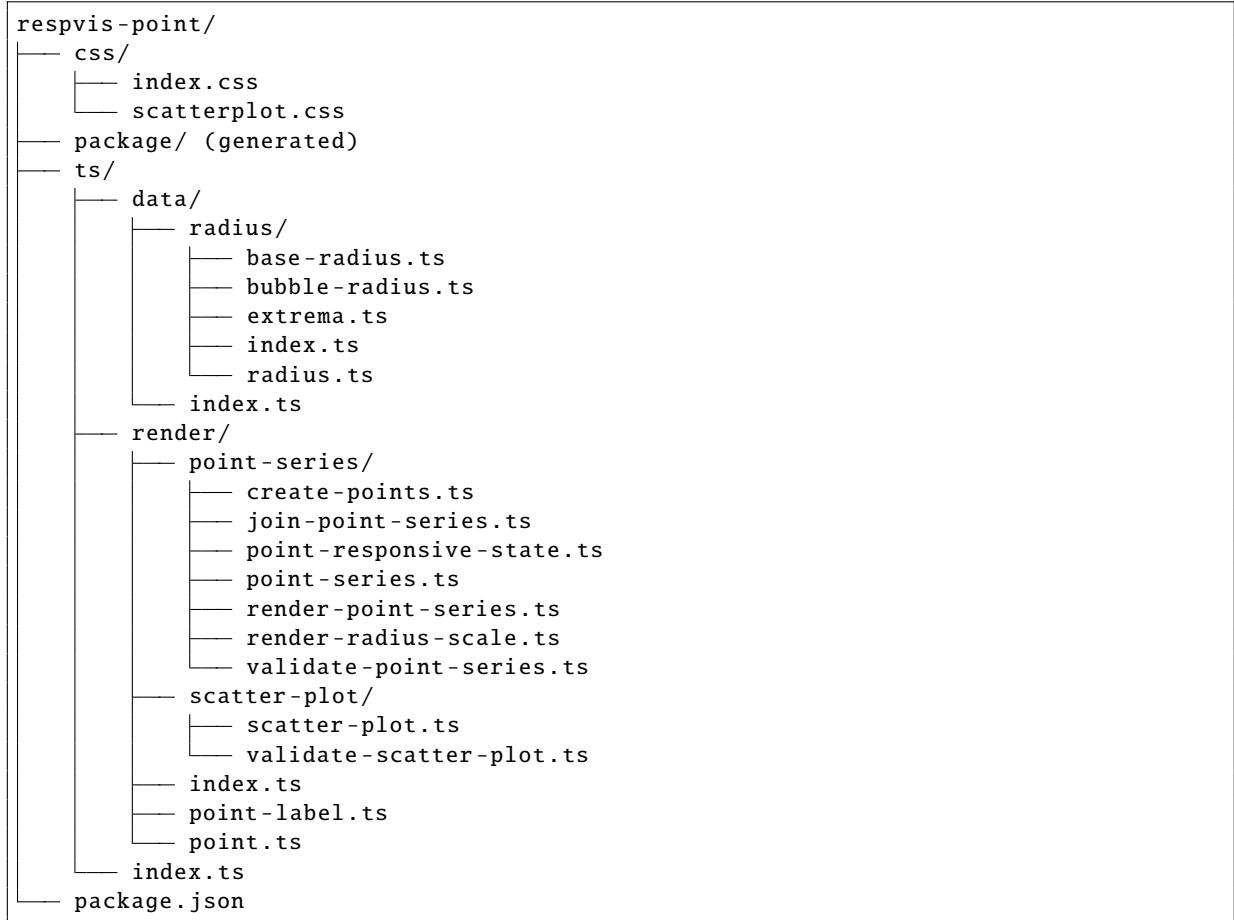 respvis-point/
css/
index.css
scatterplot.css
package/ (generated)
ts/
data/
radius/
base-radius.ts
bubble-radius.ts
extrema.ts
index.ts
radius.ts
index.ts
render/
point-series/
create-points.ts
join-point-series.ts
point-responsive-state.ts
point-series.ts
render-point-series.ts
render-radius-scale.ts
validate-point-series.ts
scatter-plot/
scatter-plot.ts
validate-scatter-plot.ts
index.ts
point-label.ts
point.ts
index.ts
package.json